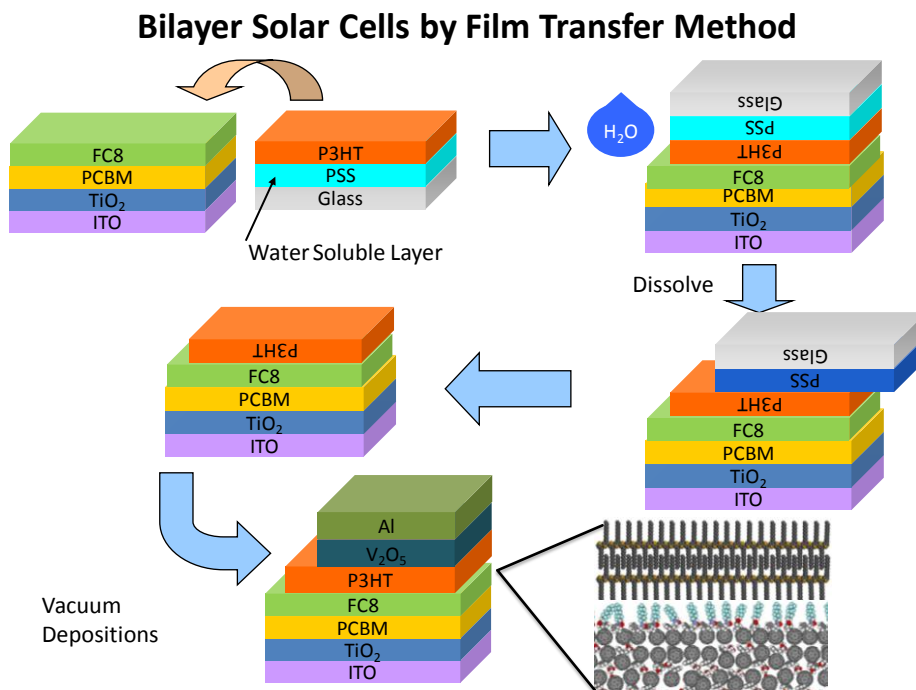 Bilayer Solar Cells by Film Transfer Method
FC8
PCBM
TiO₂
ITO
P3HT
PSS
Glass
Water Soluble Layer
H₂O
Glass
PSS
P3HT
FC8
PCBM
TiO₂
ITO
Dissolve
Glass
PSS
P3HT
FC8
PCBM
TiO₂
ITO
P3HT
FC8
PCBM
TiO₂
ITO
Vacuum
Depositions
Al
V₂O₅
P3HT
FC8
PCBM
TiO₂
ITO